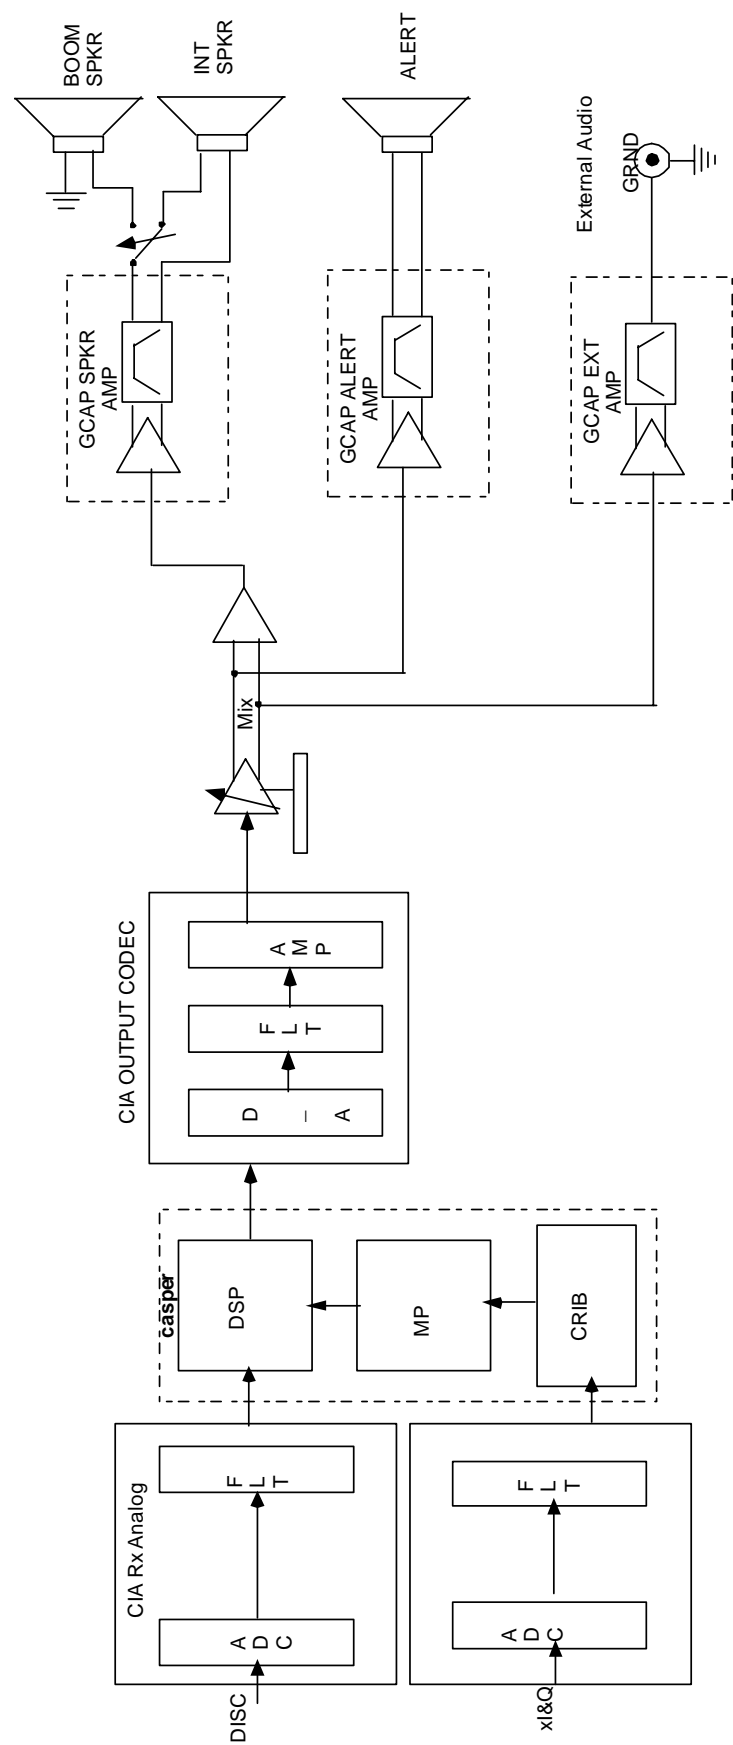 BOOM
SPKR
INT
SPKR
ALERT
External Audio
GRND
GCAP SPKR
AMP
GCAP ALERT
AMP
GCAP EXT
AMP
Mix
CIA OUTPUT CODEC
A
M
P
F
L
T
D
–
A
casper
DSP
MP
CRIB
CIA Rx Analog
F
L
T
A
D
C
F
L
T
A
D
C
DISC
xI&Q